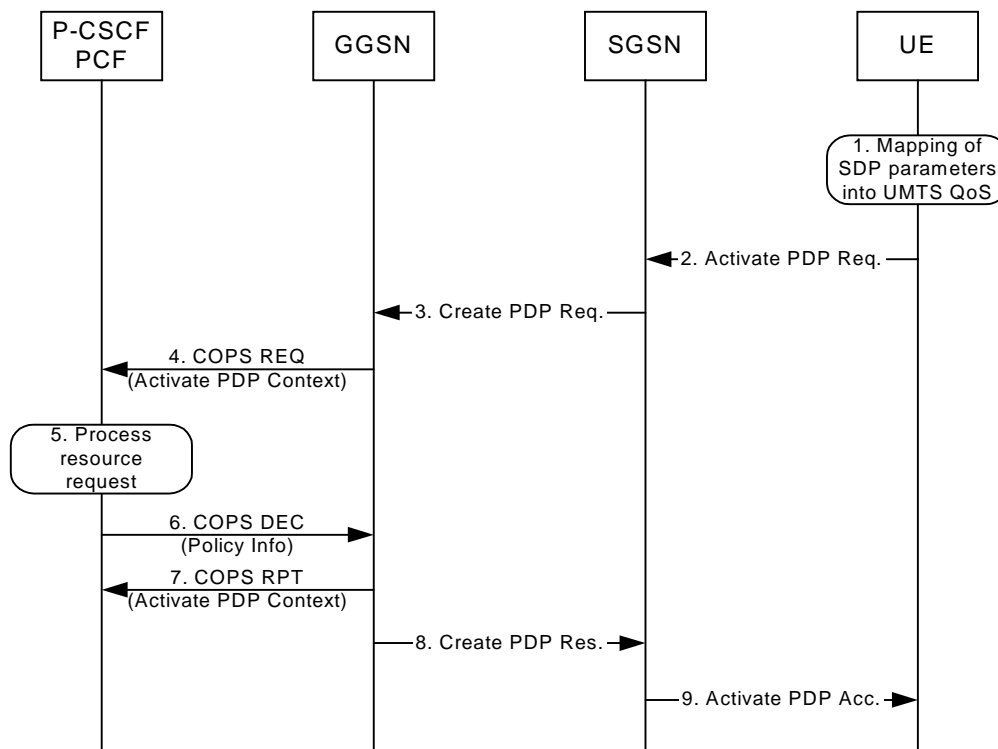 P-CSCF
PCF
GGSN
SGSN
UE
1. Mapping of
SDP parameters
into UMTS QoS
2. Activate PDP Req.
3. Create PDP Req.
4. COPS REQ
(Activate PDP Context)
5. Process
resource
request
6. COPS DEC
(Policy Info)
7. COPS RPT
(Activate PDP Context)
8. Create PDP Res.
9. Activate PDP Acc.